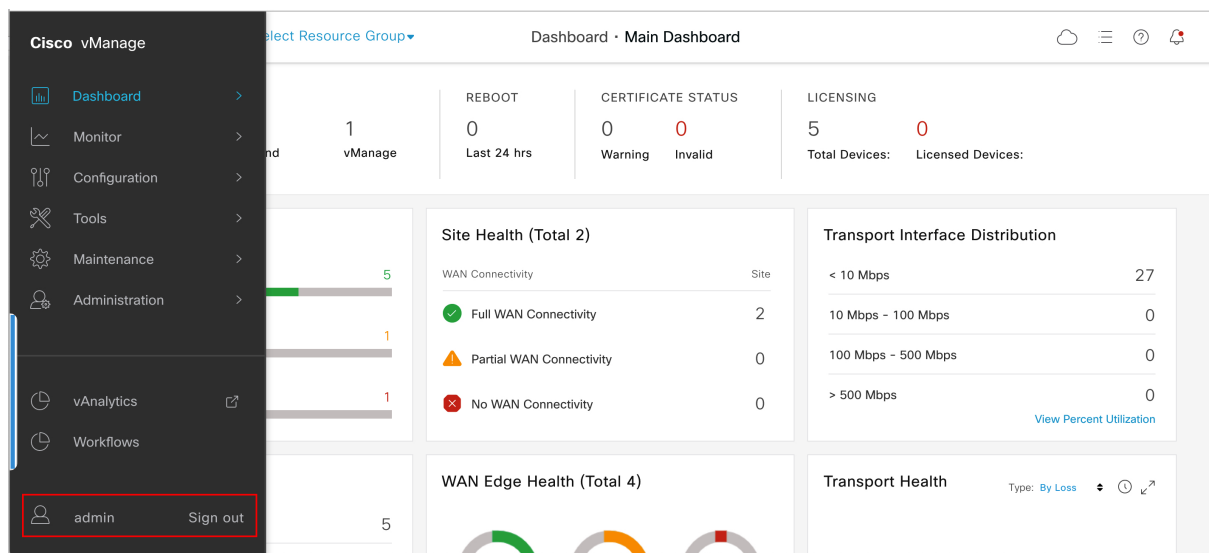 Cisco vManage
Dashboard
Monitor
Configuration
Tools
Maintenance
Administration
vAnalytics
Workflows
admin Sign out
elect Resource Group
Dashboard · Main Dashboard
nd
1
vManage
REBOOT
0
Last 24 hrs
CERTIFICATE STATUS
0 0
Warning Invalid
LICENSING
5 0
Total Devices: Licensed Devices:
5
1
1
Site Health (Total 2)
WAN Connectivity Site
Full WAN Connectivity 2
Partial WAN Connectivity 0
No WAN Connectivity 0
Transport Interface Distribution
< 10 Mbps 27
10 Mbps - 100 Mbps 0
100 Mbps - 500 Mbps 0
> 500 Mbps 0
View Percent Utilization
5
WAN Edge Health (Total 4)
Transport Health
Type: By Loss